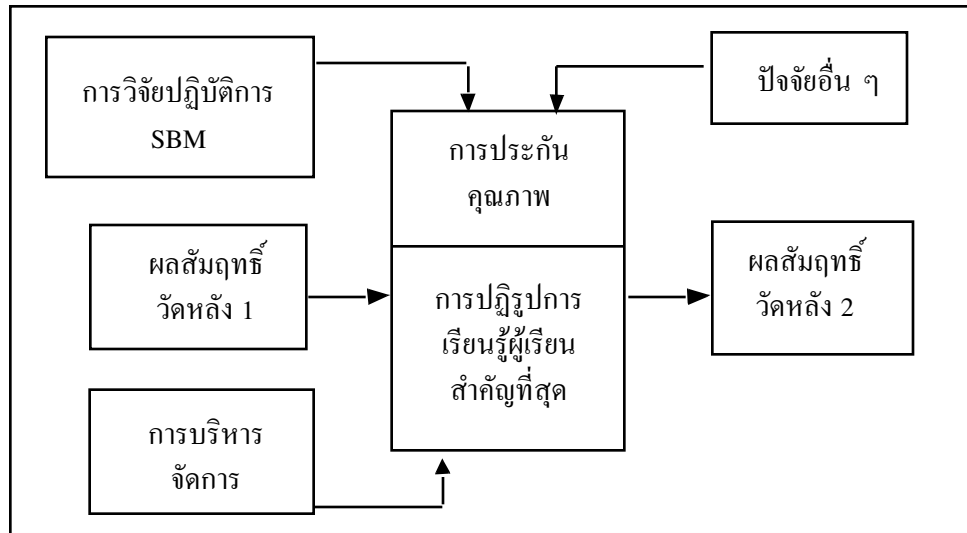 การวิจัยปฏิบัติการ
SBM
ปัจจัยอื่น ๆ
การประกัน
คุณภาพ
ผลสัมฤทธิ์
วัดหลัง 1
การปฏิรูปการ
เรียนรู้ผู้เรียน
สำคัญที่สุด
ผลสัมฤทธิ์
วัดหลัง 2
การบริหาร
จัดการ